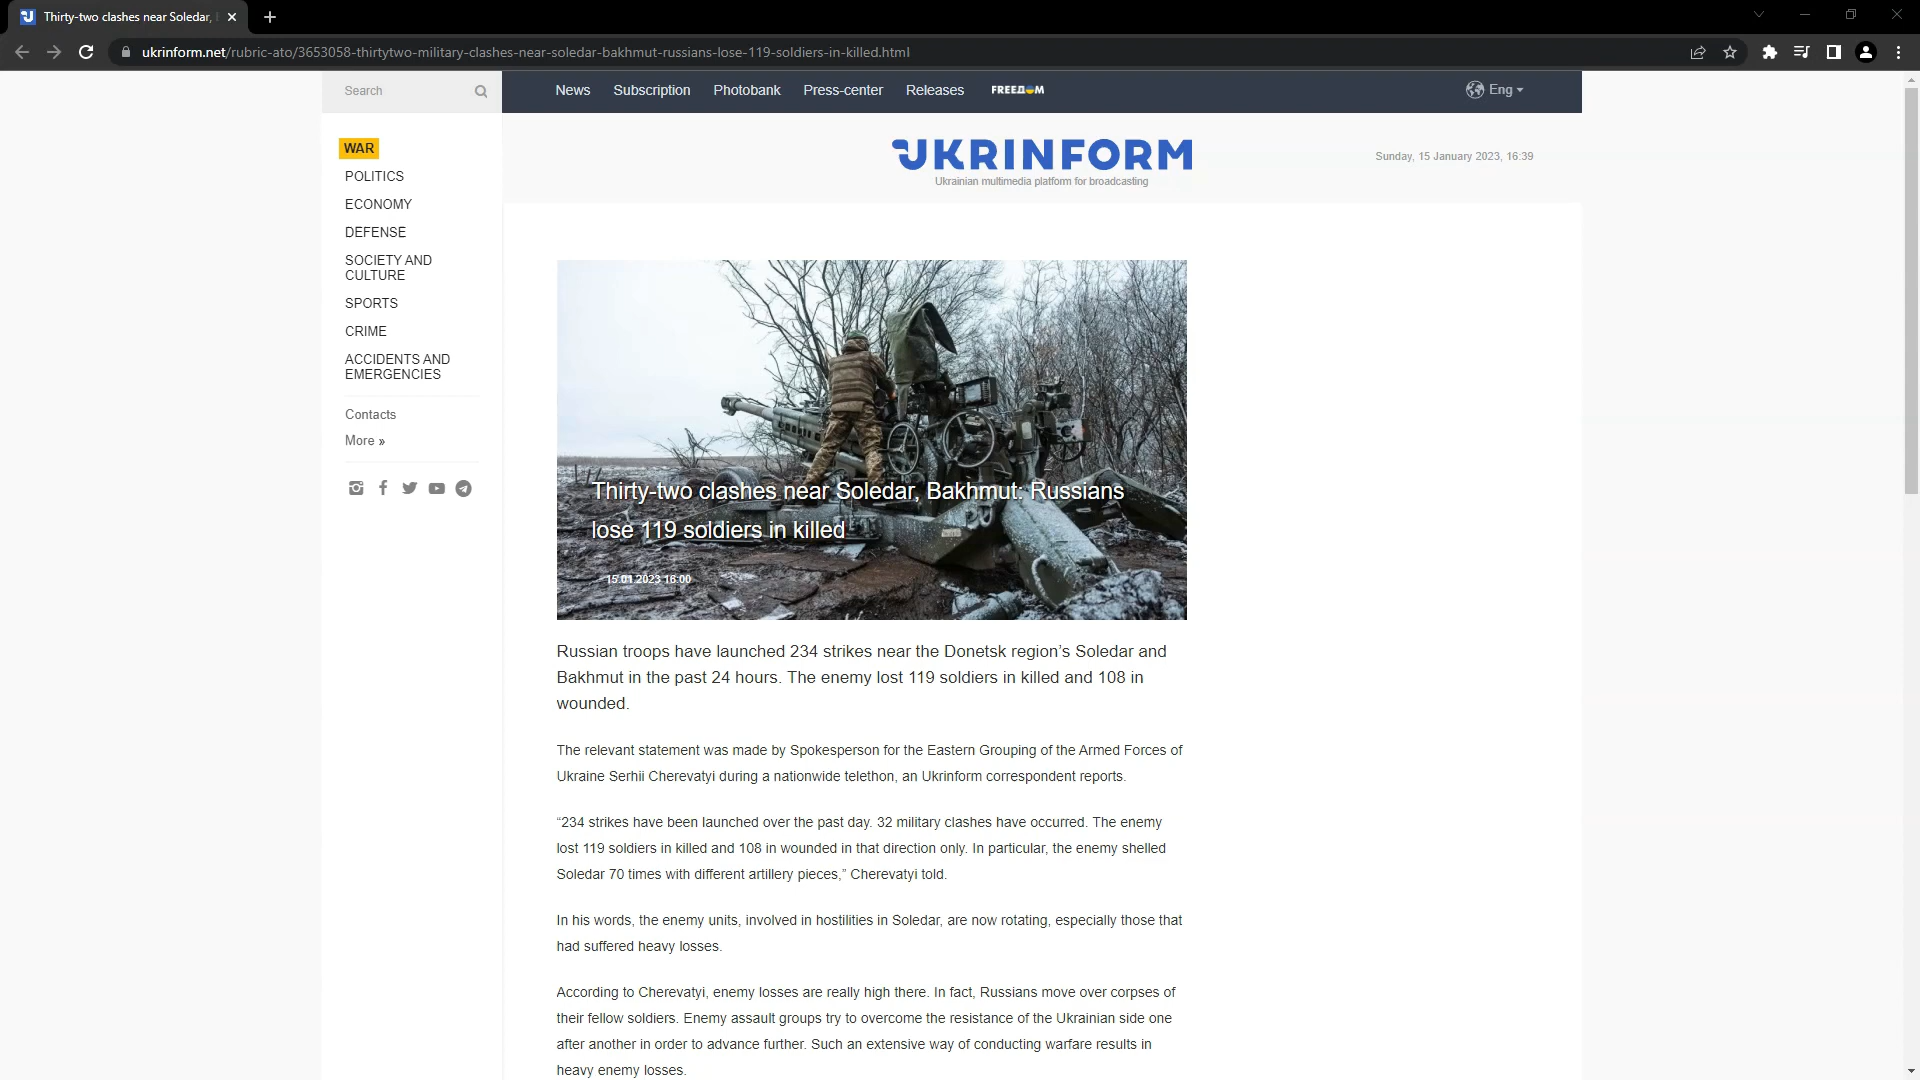 Thirty-two clashes near Soledar,
ukrinform.net/rubric-ato/3653058-thirtytwo-military-clashes-near-soledar-bakhmut-russians-lose-119-soldiers-in-killed.html
Search
News Subscription Photobank Press-center Releases FREEДOM
Eng
UKRINFORM
Ukrainian multimedia platform for broadcasting
Sunday, 15 January 2023, 16:39
WAR
POLITICS
ECONOMY
DEFENSE
SOCIETY AND
CULTURE
SPORTS
CRIME
ACCIDENTS AND
EMERGENCIES
Contacts
More »
Thirty-two clashes near Soledar, Bakhmut: Russians
lose 119 soldiers in killed
15.01.2023 16:00
Russian troops have launched 234 strikes near the Donetsk region’s Soledar and
Bakhmut in the past 24 hours. The enemy lost 119 soldiers in killed and 108 in
wounded.
The relevant statement was made by Spokesperson for the Eastern Grouping of the Armed Forces of
Ukraine Serhii Cherevatyi during a nationwide telethon, an Ukrinform correspondent reports.
“234 strikes have been launched over the past day. 32 military clashes have occurred. The enemy
lost 119 soldiers in killed and 108 in wounded in that direction only. In particular, the enemy shelled
Soledar 70 times with different artillery pieces,” Cherevatyi told.
In his words, the enemy units, involved in hostilities in Soledar, are now rotating, especially those that
had suffered heavy losses.
According to Cherevatyi, enemy losses are really high there. In fact, Russians move over corpses of
their fellow soldiers. Enemy assault groups try to overcome the resistance of the Ukrainian side one
after another in order to advance further. Such an extensive way of conducting warfare results in
heavy enemy losses.